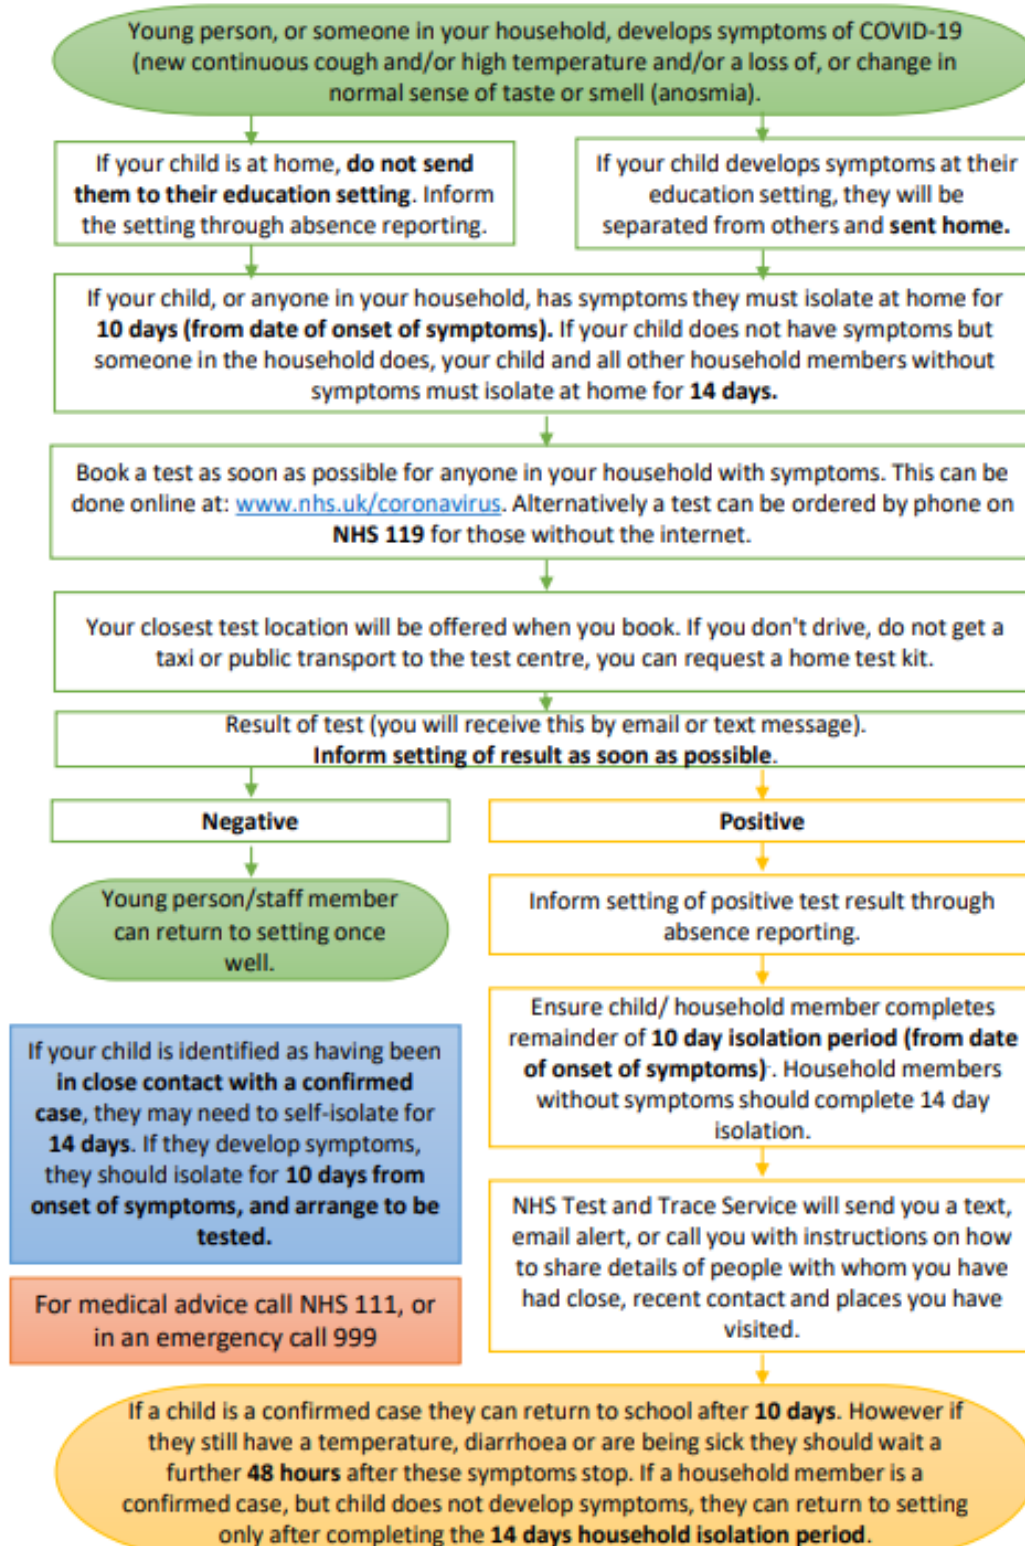 Young person, or someone in your household, develops symptoms of COVID-19
(new continuous cough and/or high temperature and/or a loss of, or change in
normal sense of taste or smell (anosmia).
If your child is at home, do not send
them to their education setting. Inform
the setting through absence reporting.
If your child develops symptoms at their
education setting, they will be
separated from others and sent home.
If your child, or anyone in your household, has symptoms they must isolate at home for
10 days (from date of onset of symptoms). If your child does not have symptoms but
someone in the household does, your child and all other household members without
symptoms must isolate at home for 14 days.
Book a test as soon as possible for anyone in your household with symptoms. This can be
done online at: www.nhs.uk/coronavirus. Alternatively a test can be ordered by phone on
NHS 119 for those without the internet.
Your closest test location will be offered when you book. If you don't drive, do not get a
taxi or public transport to the test centre, you can request a home test kit.
Result of test (you will receive this by email or text message).
Inform setting of result as soon as possible.
Negative
Young person/staff member
can return to setting once
well.
Positive
Inform setting of positive test result through
absence reporting.
Ensure child/ household member completes
remainder of 10 day isolation period (from date
of onset of symptoms). Household members
without symptoms should complete 14 day
isolation.
NHS Test and Trace Service will send you a text,
email alert, or call you with instructions on how
to share details of people with whom you have
had close, recent contact and places you have
visited.
If your child is identified as having been
in close contact with a confirmed
case, they may need to self-isolate for
14 days. If they develop symptoms,
they should isolate for 10 days from
onset of symptoms, and arrange to be
tested.
For medical advice call NHS 111, or
in an emergency call 999
If a child is a confirmed case they can return to school after 10 days. However if
they still have a temperature, diarrhoea or are being sick they should wait a
further 48 hours after these symptoms stop. If a household member is a
confirmed case, but child does not develop symptoms, they can return to setting
only after completing the 14 days household isolation period.